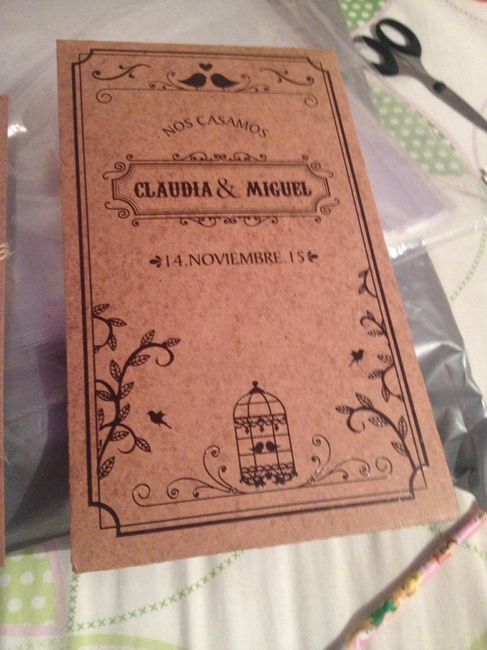 NOS CASAMOS
CLAUDIA & MIGUEL
14.NOVIEMBRE.15